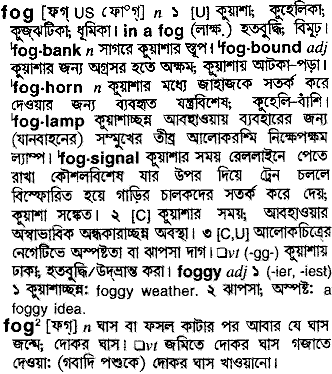 fog [ফগ্ US ফো°গ্] n ১ [U] কুয়াশা; কুহেলিকা;
কুজ্ঝটিকা; ধূমিকা। in a fog (লাক্ষ.) হতবুদ্ধি; বিমূঢ়।
'fog-bank n সাগরে কুয়াশার স্তূপ। 'fog-bound adj
কুয়াশার জন্য অগ্রসর হতে অক্ষম; কুয়াশায় আটকা-পড়া।
'fog-horn n কুয়াশার মধ্যে জাহাজকে সতর্ক করে
দেওয়ার জন্য ব্যবহৃত যন্ত্রবিশেষ; কুহেলি-বাঁশি।
'fog-lamp কুয়াশাচ্ছন্ন আবহাওয়ায় ব্যবহারের জন্য
(যানবাহনের) সম্মুখের তীব্র আলোকরশ্মি নিক্ষেপক্ষম
ল্যাম্প। 'fog-signal কুয়াশার সময় রেললাইনে পেতে
রাখা কৌশলবিশেষ যার উপর দিয়ে ট্রেন চললে
বিস্ফোরিত হয়ে গাড়ির চালকদের সতর্ক করে দেয়;
কুয়াশা সঙ্কেত। ২ [C] কুয়াশার সময়; আবহাওয়ার
অস্বাভাবিক অন্ধকারাচ্ছন্ন অবস্থা। ৩ [C,U] আলোকচিত্রের
নেগেটিভে অস্পষ্টতা বা ঝাপসা দাগ। □vt (-gg-) কুয়াশায়
ঢাকা; হতবুদ্ধি/উদ্‌ভ্রান্ত করা। foggy adj ১ (-ier, -iest)
১ কুয়াশাচ্ছন্ন: foggy weather. ২ ঝাপসা; অস্পষ্ট: a
foggy idea.
fog² [ফগ্] n ঘাস বা ফসল কাটার পর আবার যে ঘাস
জন্মে; দোকর ঘাস। □vt জমিতে দোকর ঘাস গজাতে
দেওয়া: (গবাদি পশুকে) দোকর ঘাস খাওয়ানো।